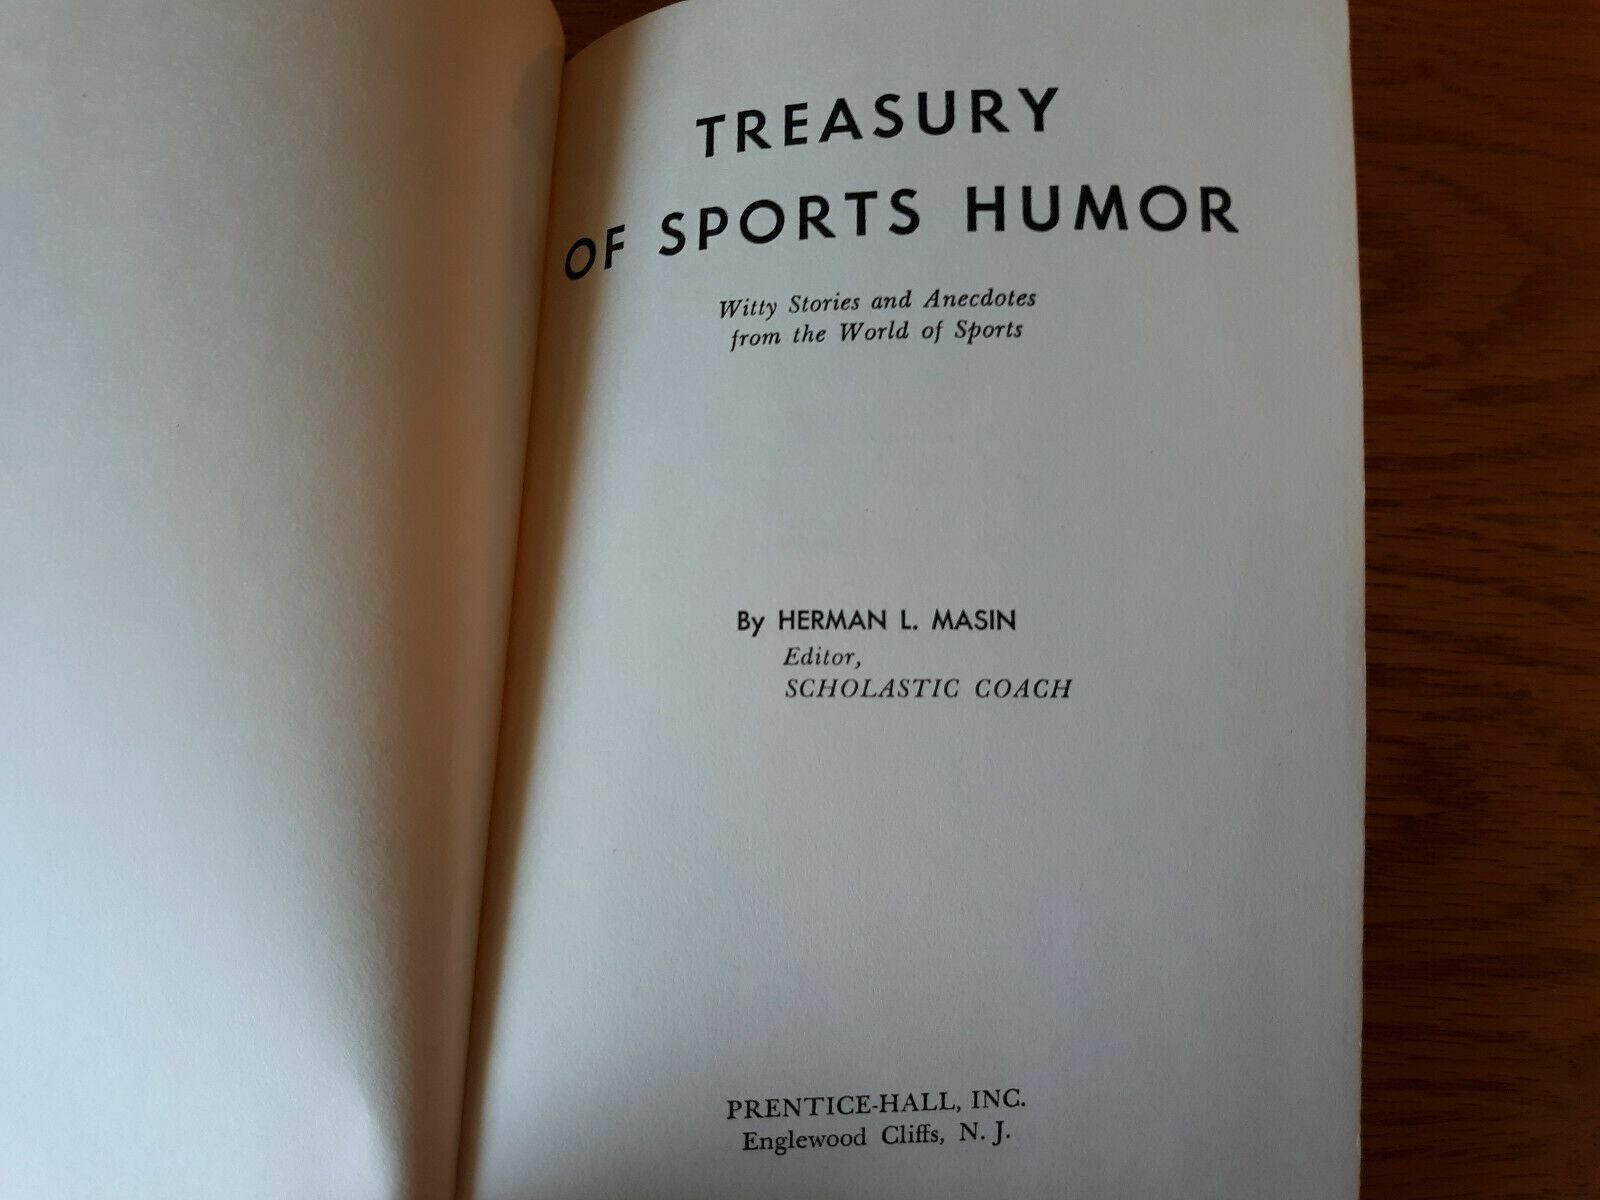 TREASURY
OF SPORTS HUMOR
Witty Stories and Anecdotes
from the World of Sports
By HERMAN L. MASIN
Editor,
SCHOLASTIC COACH
PRENTICE-HALL, INC.
Englewood Cliffs, N. J.